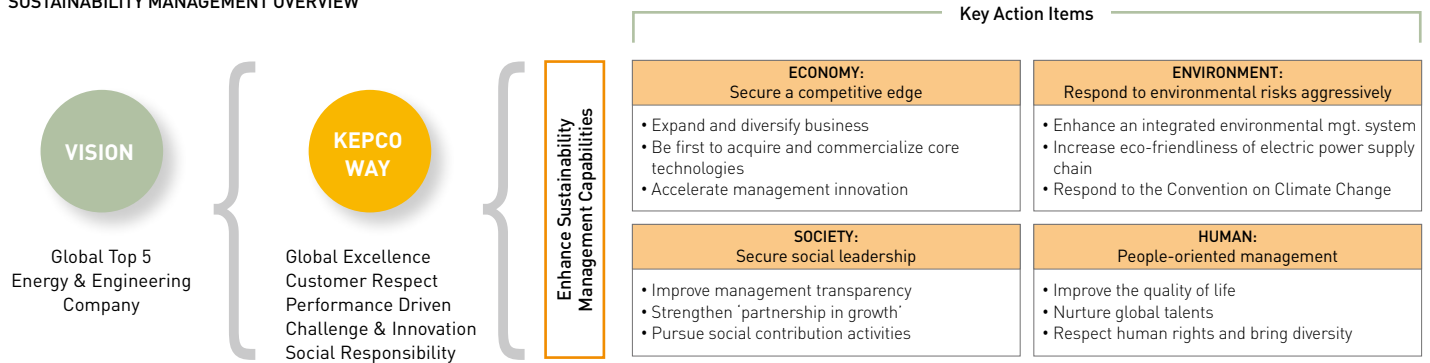 SUSTAINABILITY MANAGEMENT OVERVIEW
Key Action Items
VISION
Global Top 5
Energy & Engineering
Company
KEPCO
WAY
Global Excellence
Customer Respect
Performance Driven
Challenge & Innovation
Social Responsibility
Enhance Sustainability
Management Capabilities
ECONOMY:
Secure a competitive edge
• Expand and diversify business
• Be first to acquire and commercialize core
technologies
• Accelerate management innovation
ENVIRONMENT:
Respond to environmental risks aggressively
• Enhance an integrated environmental mgt. system
• Increase eco-friendliness of electric power supply
chain
• Respond to the Convention on Climate Change
SOCIETY:
Secure social leadership
• Improve management transparency
• Strengthen 'partnership in growth'
• Pursue social contribution activities
HUMAN:
People-oriented management
• Improve the quality of life
• Nurture global talents
• Respect human rights and bring diversity